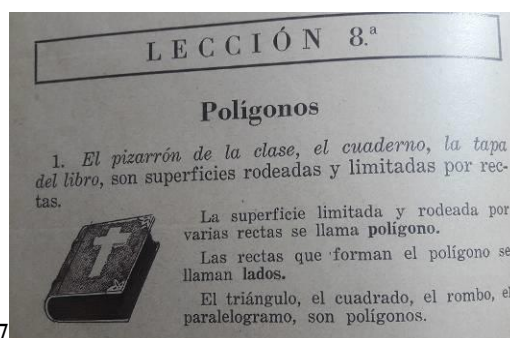 LECCIÓN 8.ª
Polígonos
1. El pizarrón de la clase, el cuaderno, la tapa
del libro, son superficies rodeadas y limitadas por rec-
tas.
La superficie limitada y rodeada por
varias rectas se llama polígono.
Las rectas que forman el polígono se
llaman lados.
El triángulo, el cuadrado, el rombo, el
paralelogramo, son polígonos.
7